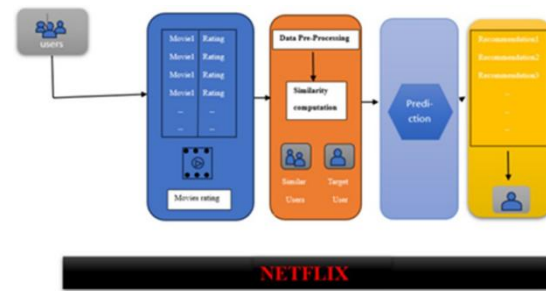 users
Movie1 Rating
Movie1 Rating
Movie1 Rating
Movie1 Rating
... ...
... ...
Movies rating
Data Pre-Processing
Similarity
computation
Similar
Users
Target
User
Predi-
ction
Recommendation1
Recommendation2
Recommendation3
...
...
...
NETFLIX